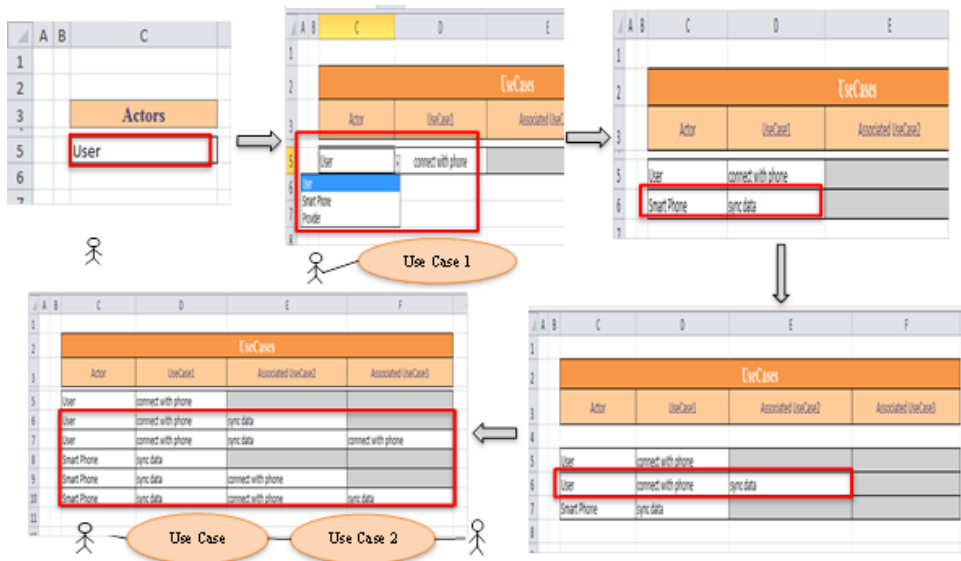 A B C
1
2
3 Actors
5 User
6
7
A B C D E
1
2 UseCases
3 Actor UseCase1 Associated UseC
5 User connect with phone
6 User
Smart Phone
7 Provider
8
Use Case 1
A B C D E
1
2 UseCases
3 Actor UseCase1 Associated UseCase2
5 User connect with phone
6 Smart Phone sync data
7
A B C D E F
1
2 UseCases
3 Actor UseCase1 Associated UseCase2 Associated UseCase3
4
5 User connect with phone
6 User connect with phone sync data
7 Smart Phone sync data
8
A B C D E F
1
2 UseCases
3 Actor UseCase1 Associated UseCase2 Associated UseCase3
5 User connect with phone
6 User connect with phone sync data
7 User connect with phone sync data connect with phone
8 Smart Phone sync data
9 Smart Phone sync data connect with phone
10 Smart Phone sync data connect with phone sync data
11
Use Case Use Case 2